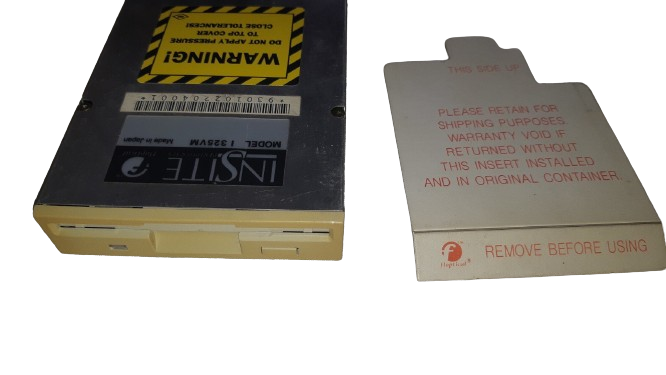 WARNING!
DO NOT APPLY PRESSURE
TO TOP COVER
CLOSE TOLERANCES!
INSITE
MODEL I 325VM
Made in Japan
THIS SIDE UP
PLEASE RETAIN FOR
SHIPPING PURPOSES.
WARRANTY VOID IF
RETURNED WITHOUT
THIS INSERT INSTALLED
AND IN ORIGINAL CONTAINER.
floptical
REMOVE BEFORE USING